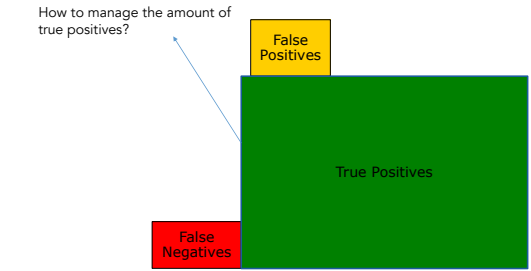 How to manage the amount of
true positives?
False
Positives
True Positives
False
Negatives